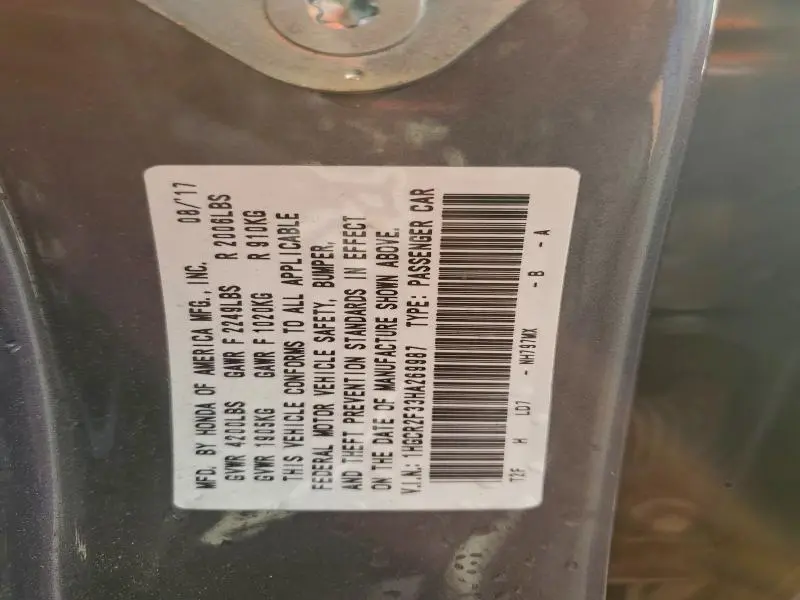 MFD. BY HONDA OF AMERICA MFG., INC. 08/'17
GVWR 4200LBS GAWR F 2249LBS R 2006LBS
GVWR 1905KG GAWR F 1020KG R 910KG
THIS VEHICLE CONFORMS TO ALL APPLICABLE
FEDERAL MOTOR VEHICLE SAFETY, BUMPER,
AND THEFT PREVENTION STANDARDS IN EFFECT
ON THE DATE OF MANUFACTURE SHOWN ABOVE.
V.I.N.: 1HGCR2F33HA269987 TYPE: PASSENGER CAR
T2F H LD7 - NH797MX - B - A